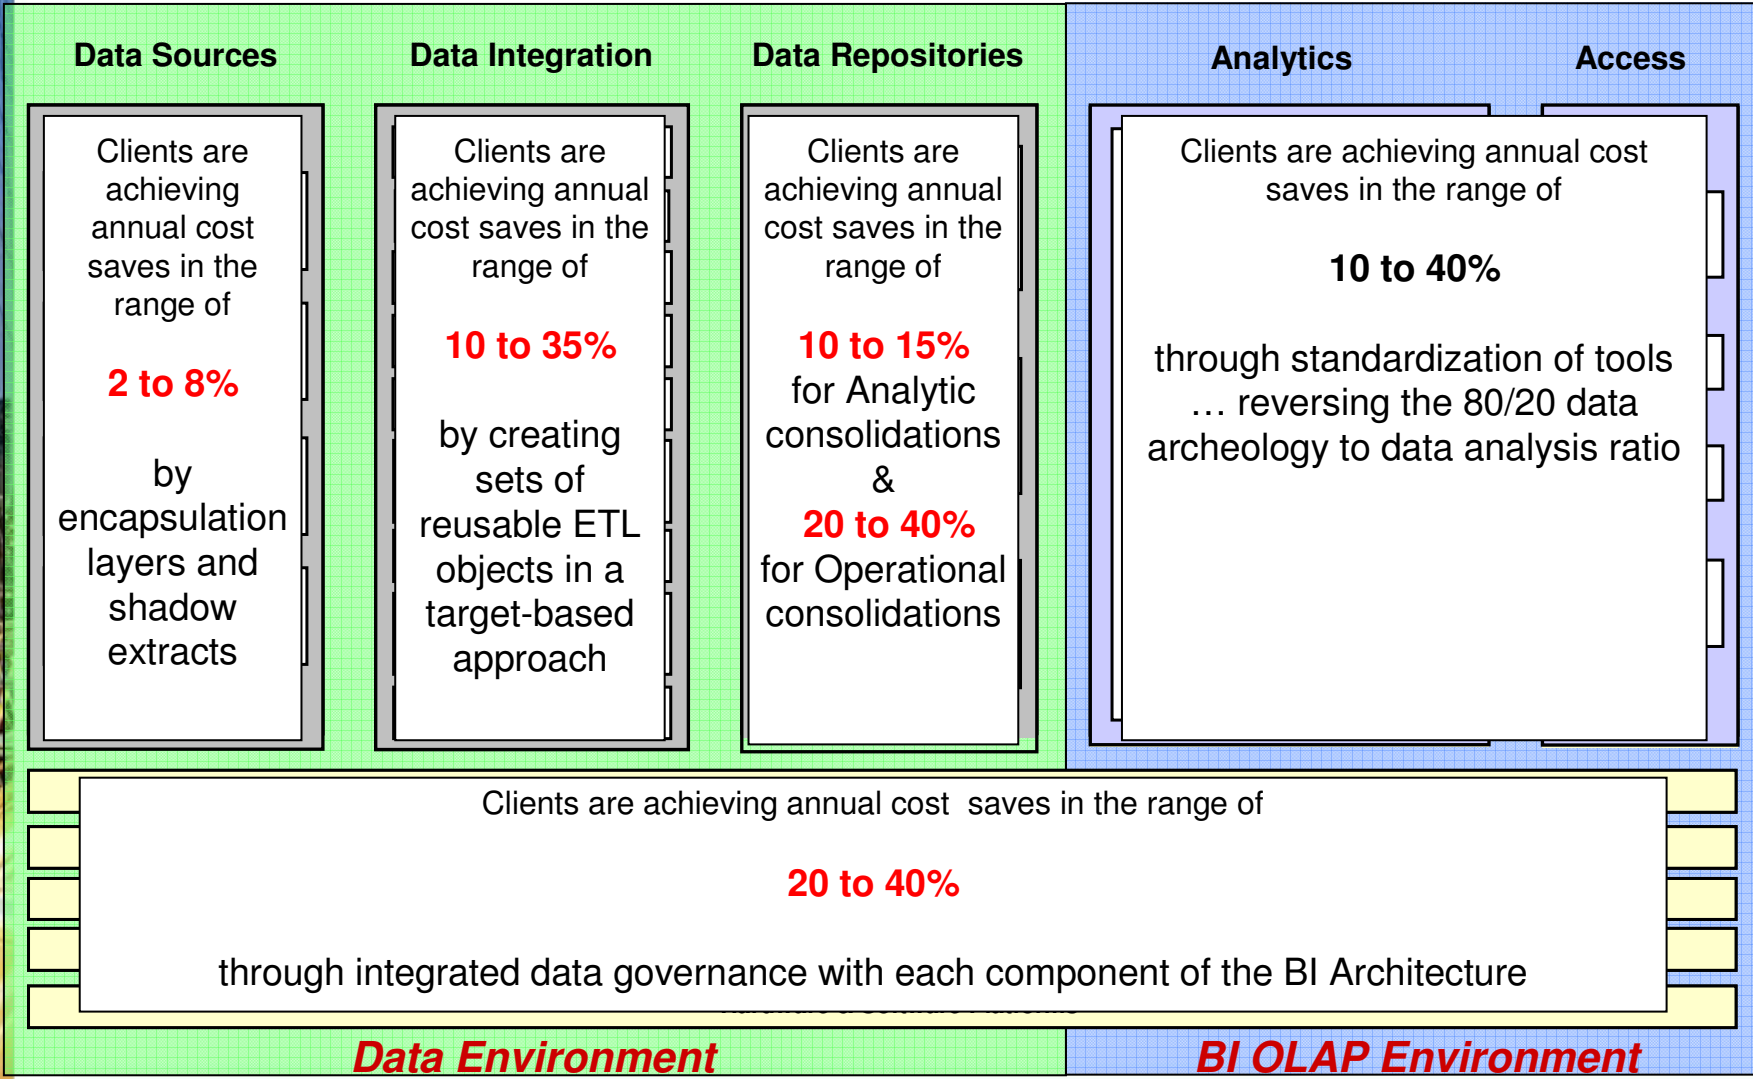 Data Sources
Data Integration
Data Repositories
Analytics
Access
Clients are
achieving
annual cost
saves in the
range of
2 to 8%
by
encapsulation
layers and
shadow
extracts
Clients are
achieving annual
cost saves in the
range of
10 to 35%
by creating
sets of
reusable ETL
objects in a
target-based
approach
Clients are
achieving annual
cost saves in the
range of
10 to 15%
for Analytic
consolidations
&
20 to 40%
for Operational
consolidations
Clients are achieving annual cost
saves in the range of
10 to 40%
through standardization of tools
… reversing the 80/20 data
archeology to data analysis ratio
Clients are achieving annual cost  saves in the range of
20 to 40%
through integrated data governance with each component of the BI Architecture
Data Environment
BI OLAP Environment